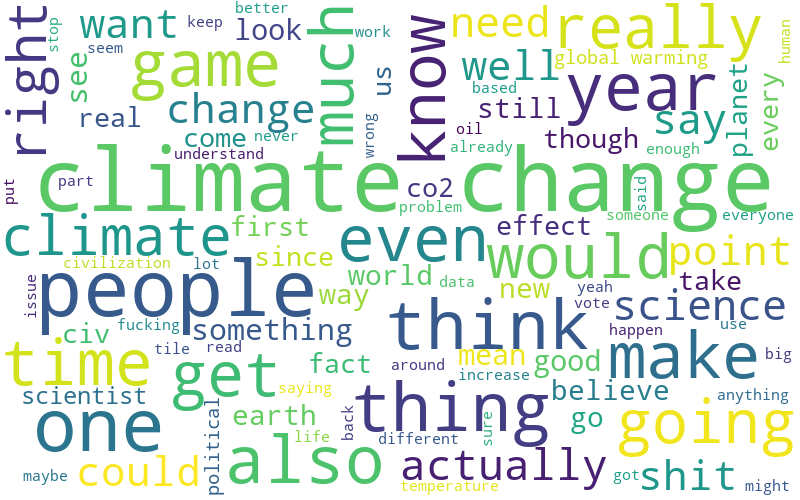 better
stop
want
keep
look
work
need
really
human
seem
right
game
much
us
know
well
global warming
see
based
year
planet
every
real
change
still
say
come
never
wrong
oil
though
already
enough
understand
put
part
climate change
co2
said
problem
someone
everyone
climate
first
even
effect
would
point
since
civilization
lot
world
data
take
issue
people
way
new
yeah
science
vote
civ
fucking
something
think
happen
use
time
tile
read
get
fact
around
mean
good
make
big
increase
scientist
saying
thing
believe
anything
one
political
earth
life
back
different
sure
go
going
also
actually
maybe
could
temperature
got
shit
might